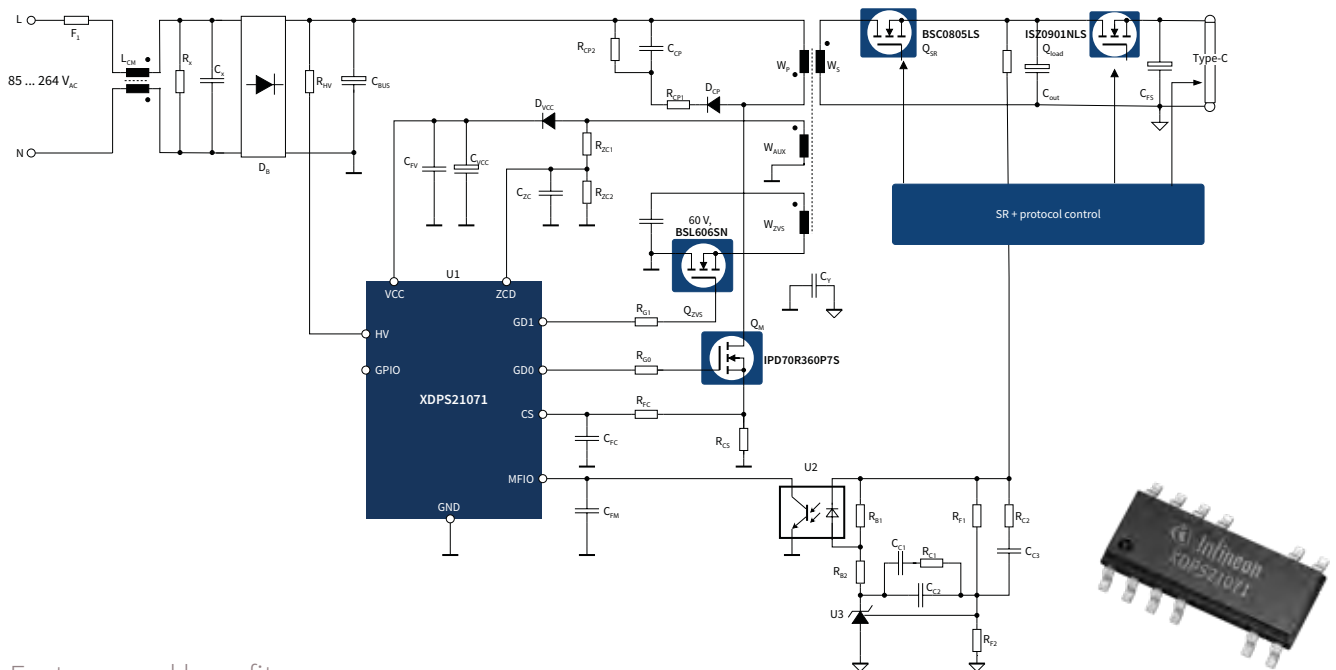 L
F1
LCM
Rx
Cx
85 ... 264 VAC
N
DB
RHV
CBUS
RCP2
CCP
RCP1
DCP
WP
WS
BSC0805LS
QSR
ISZ0901NLS
Qload
Cout
CFS
Type-C
DVCC
CFV
CVCC
RZC1
CZC
RZC2
WAUX
WZVS
60 V,
BSL606SN
QZVS
CY
SR + protocol control
U1
VCC
ZCD
HV
GPIO
XDPS21071
GD1
GD0
CS
MFIO
GND
RG1
RG0
RFC
CFC
CFM
QM
IPD70R360P7S
RCS
U2
RB1
RB2
CC1
RC1
CC2
RF1
RC2
CC3
U3
RF2
Infineon
XDPS21071